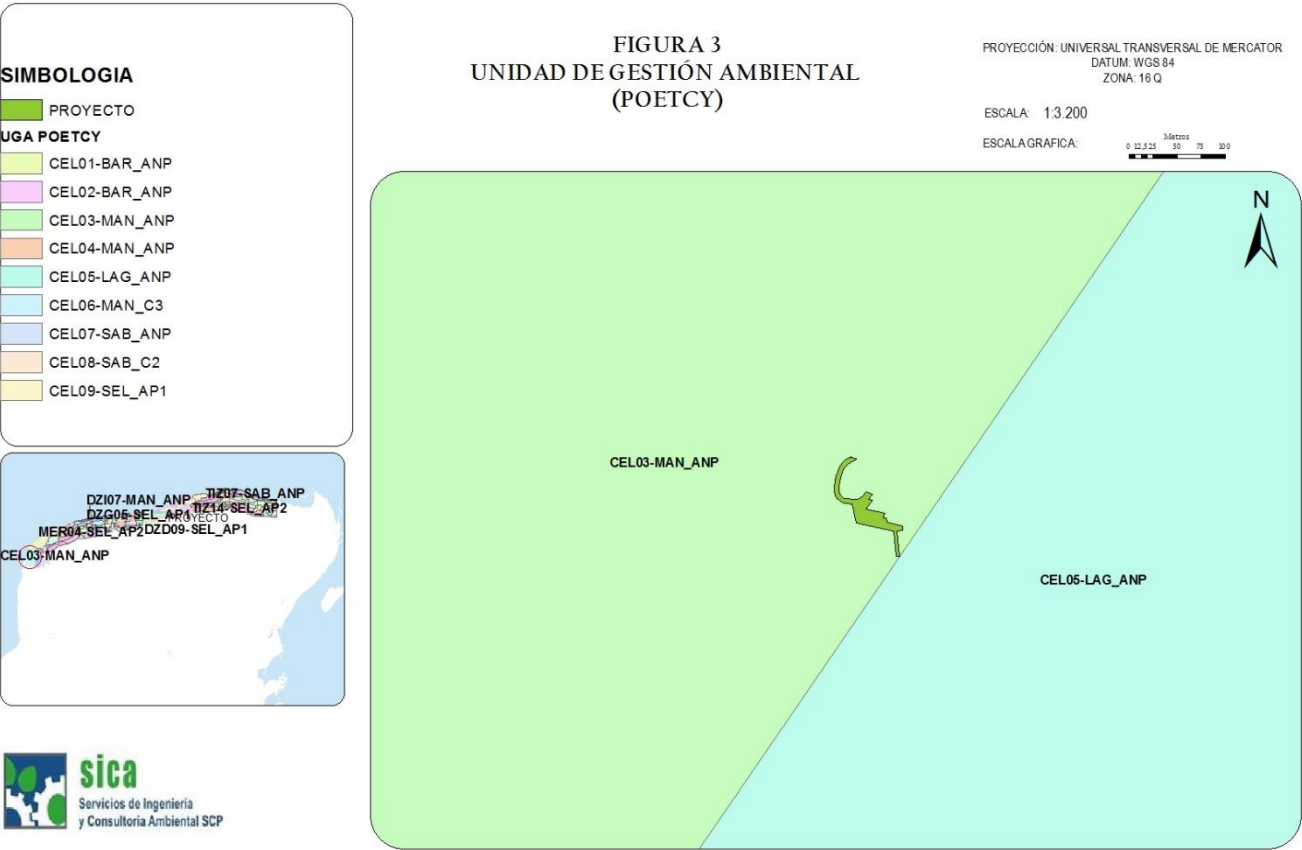 FIGURA 3
UNIDAD DE GESTIÓN AMBIENTAL
(POETCY)
PROYECCIÓN: UNIVERSAL TRANSVERSAL DE MERCATOR
DATUM: WGS 84
ZONA: 16 Q
ESCALA: 1:3.200
ESCALA GRAFICA:
Metros
0 12,525 50 75 100
SIMBOLOGIA
PROYECTO
UGA POETCY
CEL01-BAR_ANP
CEL02-BAR_ANP
CEL03-MAN_ANP
CEL04-MAN_ANP
CEL05-LAG_ANP
CEL06-MAN_C3
CEL07-SAB_ANP
CEL08-SAB_C2
CEL09-SEL_AP1
N
CEL03-MAN_ANP
CEL05-LAG_ANP
TIZ07-SAB_ANP
DZI07-MAN_ANP
TIZ14-SEL_AP2
DZG05-SEL_AP1
PROYECTO
MER04-SEL_AP2
DZD09-SEL_AP1
CEL03-MAN_ANP
sica
Servicios de Ingeniería
y Consultoria Ambiental SCP